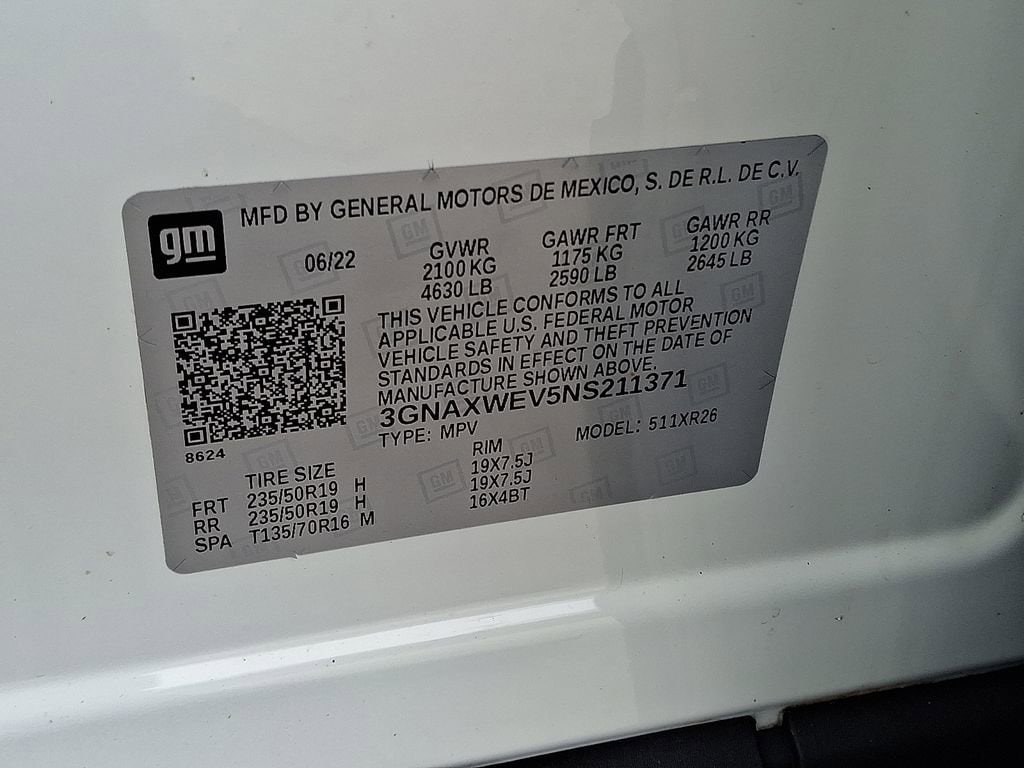 gm
MFD BY GENERAL MOTORS DE MEXICO, S. DE R.L. DE C.V.
06/22 GVWR GAWR FRT GAWR RR
2100 KG 1175 KG 1200 KG
4630 LB 2590 LB 2645 LB
THIS VEHICLE CONFORMS TO ALL
APPLICABLE U.S. FEDERAL MOTOR
VEHICLE SAFETY AND THEFT PREVENTION
STANDARDS IN EFFECT ON THE DATE OF
MANUFACTURE SHOWN ABOVE.
3GNAXWEV5NS211371
TYPE: MPV MODEL: 511XR26
8624
TIRE SIZE RIM
FRT 235/50R19 H 19X7.5J
RR 235/50R19 H 19X7.5J
SPA T135/70R16 M 16X4BT